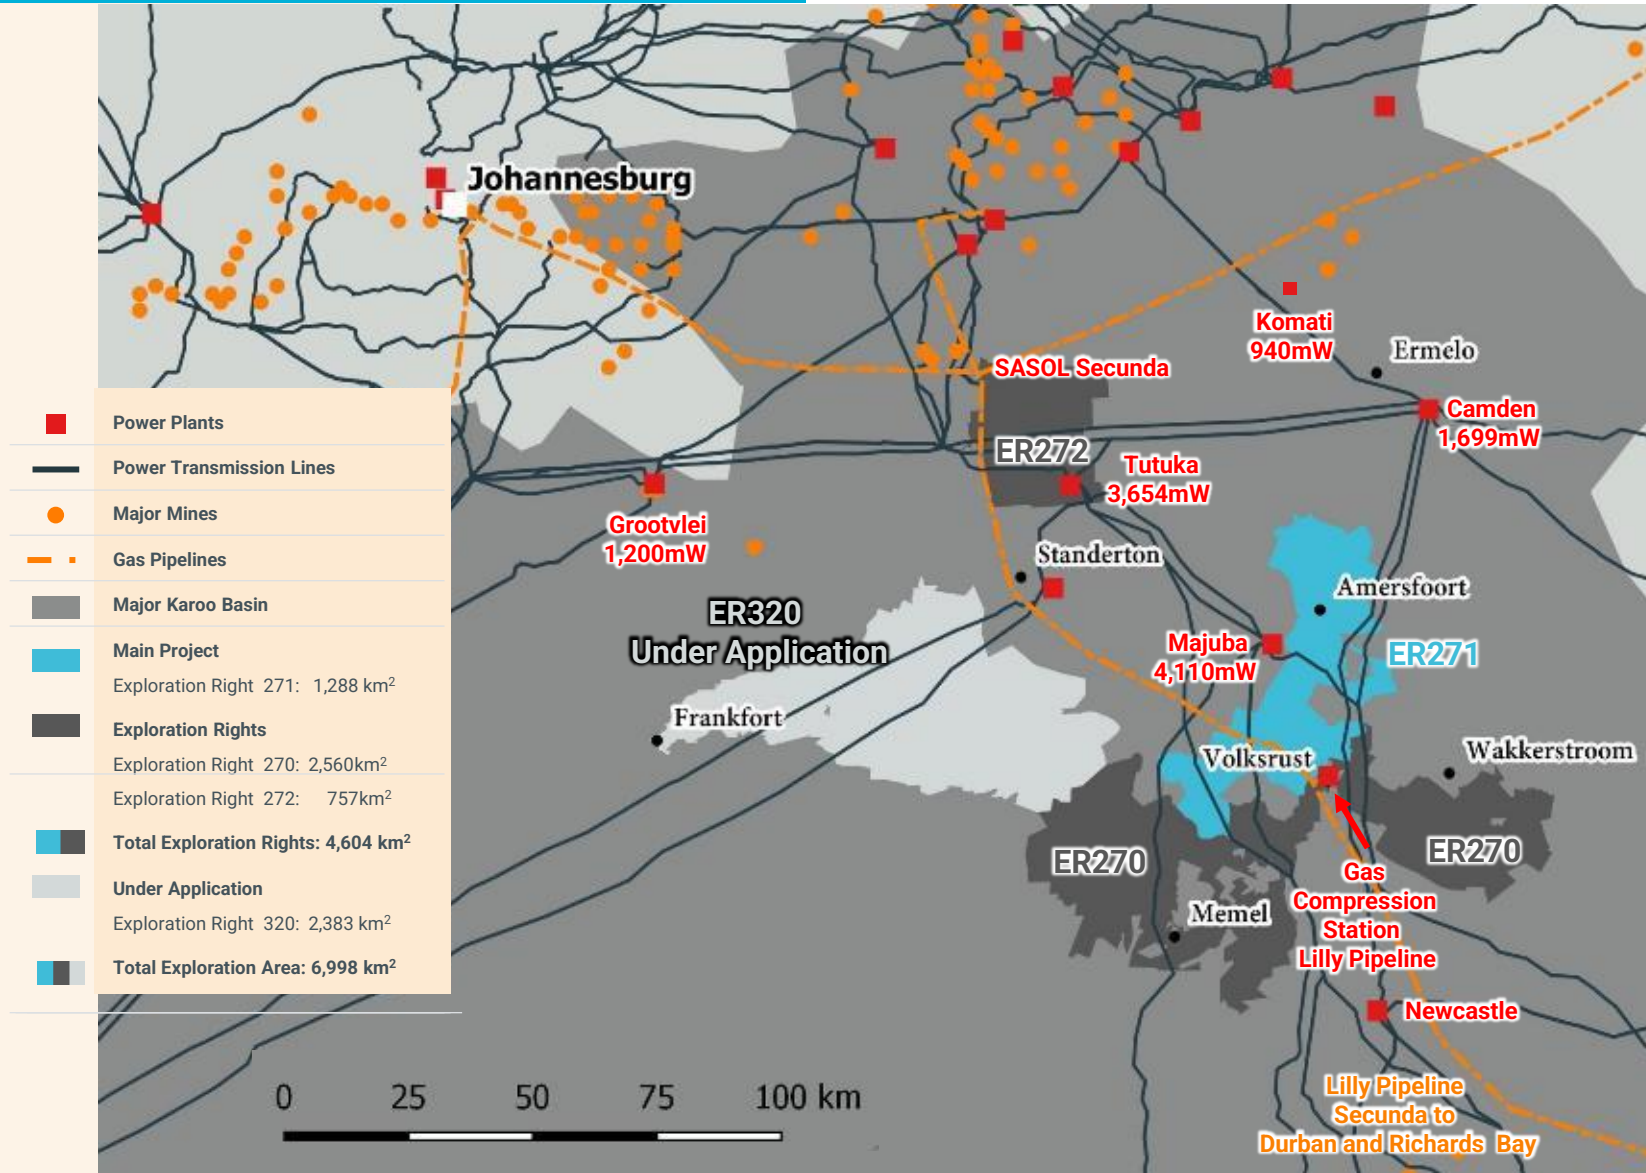 Johannesburg
Komati
940mW
Ermelo
SASOL Secunda
Camden
1,699mW
ER272
Tutuka
3,654mW
Grootvlei
1,200mW
Standerton
Amersfoort
ER320
Under Application
Majuba
4,110mW
ER271
Frankfort
Volksrust
Wakkerstroom
ER270
ER270
Gas
Compression
Station
Lilly Pipeline
Memel
Newcastle
Lilly Pipeline
Secunda to
Durban and Richards Bay
0 25 50 75 100 km
Power Plants
Power Transmission Lines
Major Mines
Gas Pipelines
Major Karoo Basin
Main Project
Exploration Right 271: 1,288 km²
Exploration Rights
Exploration Right 270: 2,560km²
Exploration Right 272: 757km²
Total Exploration Rights: 4,604 km²
Under Application
Exploration Right 320: 2,383 km²
Total Exploration Area: 6,998 km²